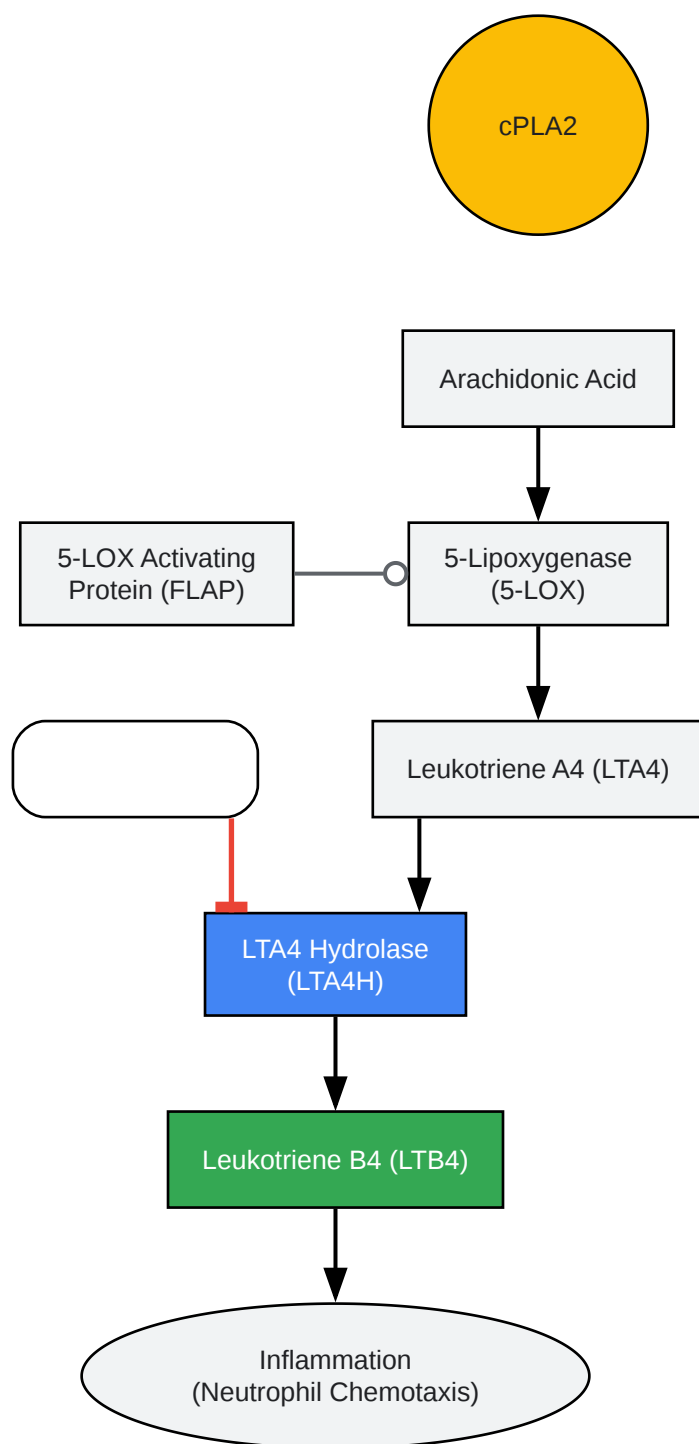 cPLA2
Arachidonic Acid
5-LOX Activating
Protein (FLAP)
5-Lipoxygenase
(5-LOX)
Leukotriene A4 (LTA4)
LTA4 Hydrolase
(LTA4H)
Leukotriene B4 (LTB4)
Inflammation
(Neutrophil Chemotaxis)